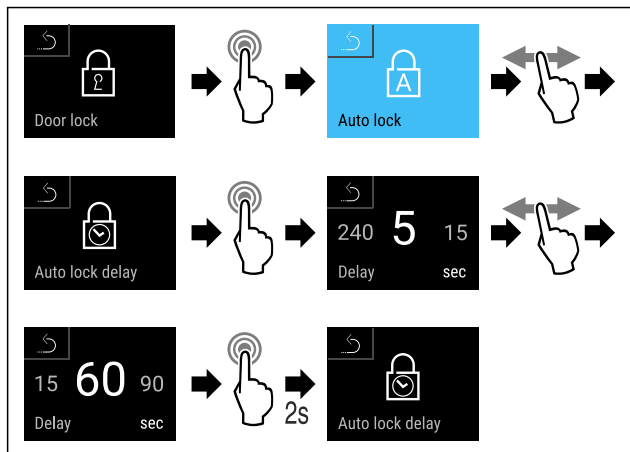 Door lock
A
Auto lock
Auto lock delay
240 5 15
Delay sec
15 60 90
Delay sec
2s
Auto lock delay